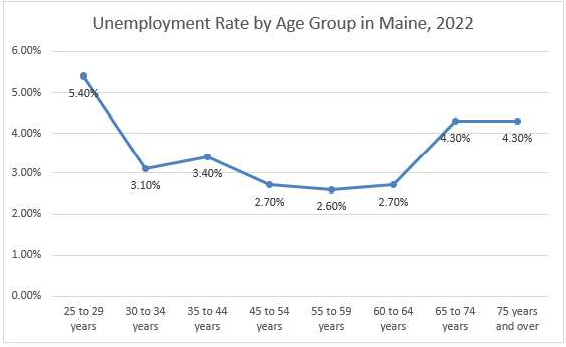 Unemployment Rate by Age Group in Maine, 2022
6.00%
5.00%
4.00%
3.00%
2.00%
1.00%
0.00%
5.40%
3.10%
3.40%
2.70%
2.60%
2.70%
4.30%
4.30%
25 to 29
years
30 to 34
years
35 to 44
years
45 to 54
years
55 to 59
years
60 to 64
years
65 to 74
years
75 years
and over